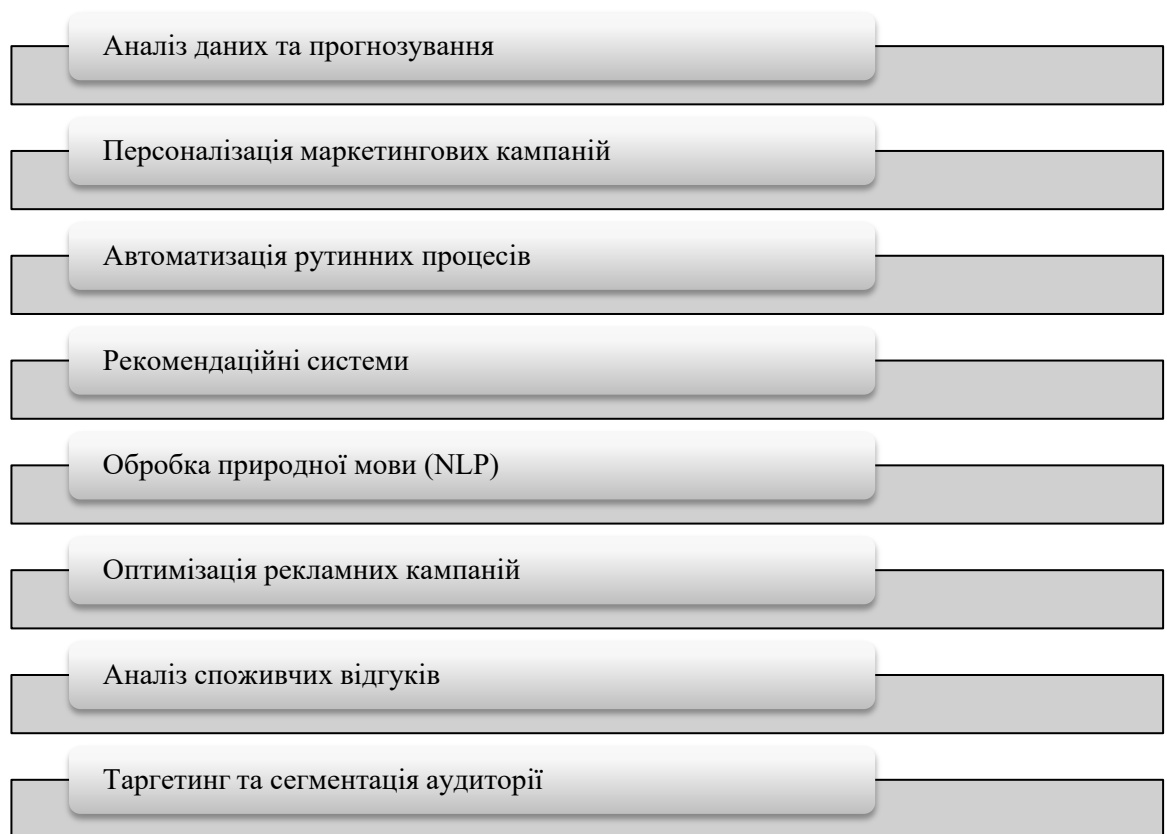 Аналіз даних та прогнозування
Персоналізація маркетингових кампаній
Автоматизація рутинних процесів
Рекомендаційні системи
Обробка природної мови (NLP)
Оптимізація рекламних кампаній
Аналіз споживчих відгуків
Таргетинг та сегментація аудиторії